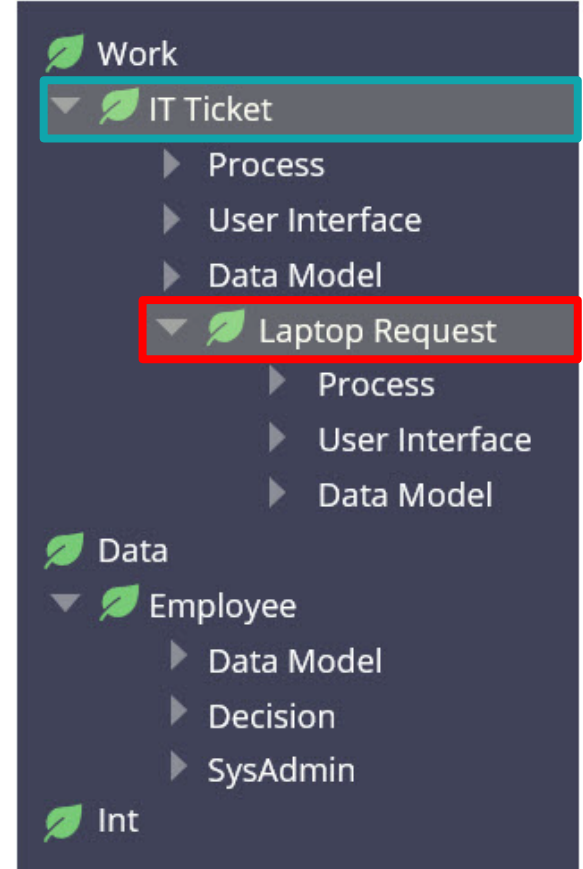 Work
IT Ticket
Process
User Interface
Data Model
Laptop Request
Process
User Interface
Data Model
Data
Employee
Data Model
Decision
SysAdmin
Int